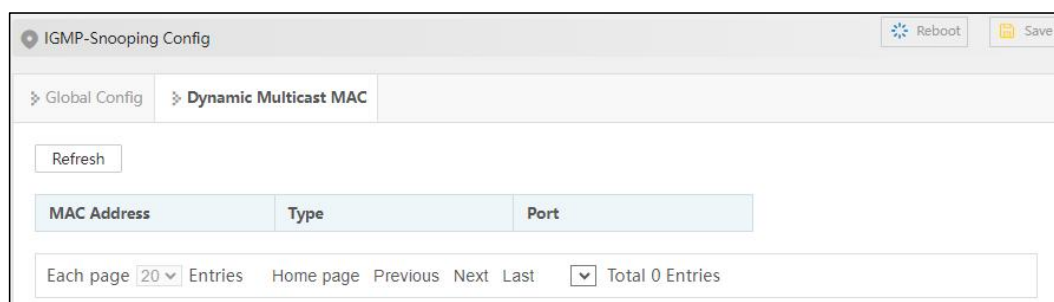 IGMP-Snooping Config Reboot Save
Global Config Dynamic Multicast MAC
Refresh
MAC Address Type Port
Each page 20 Entries Home page Previous Next Last Total 0 Entries